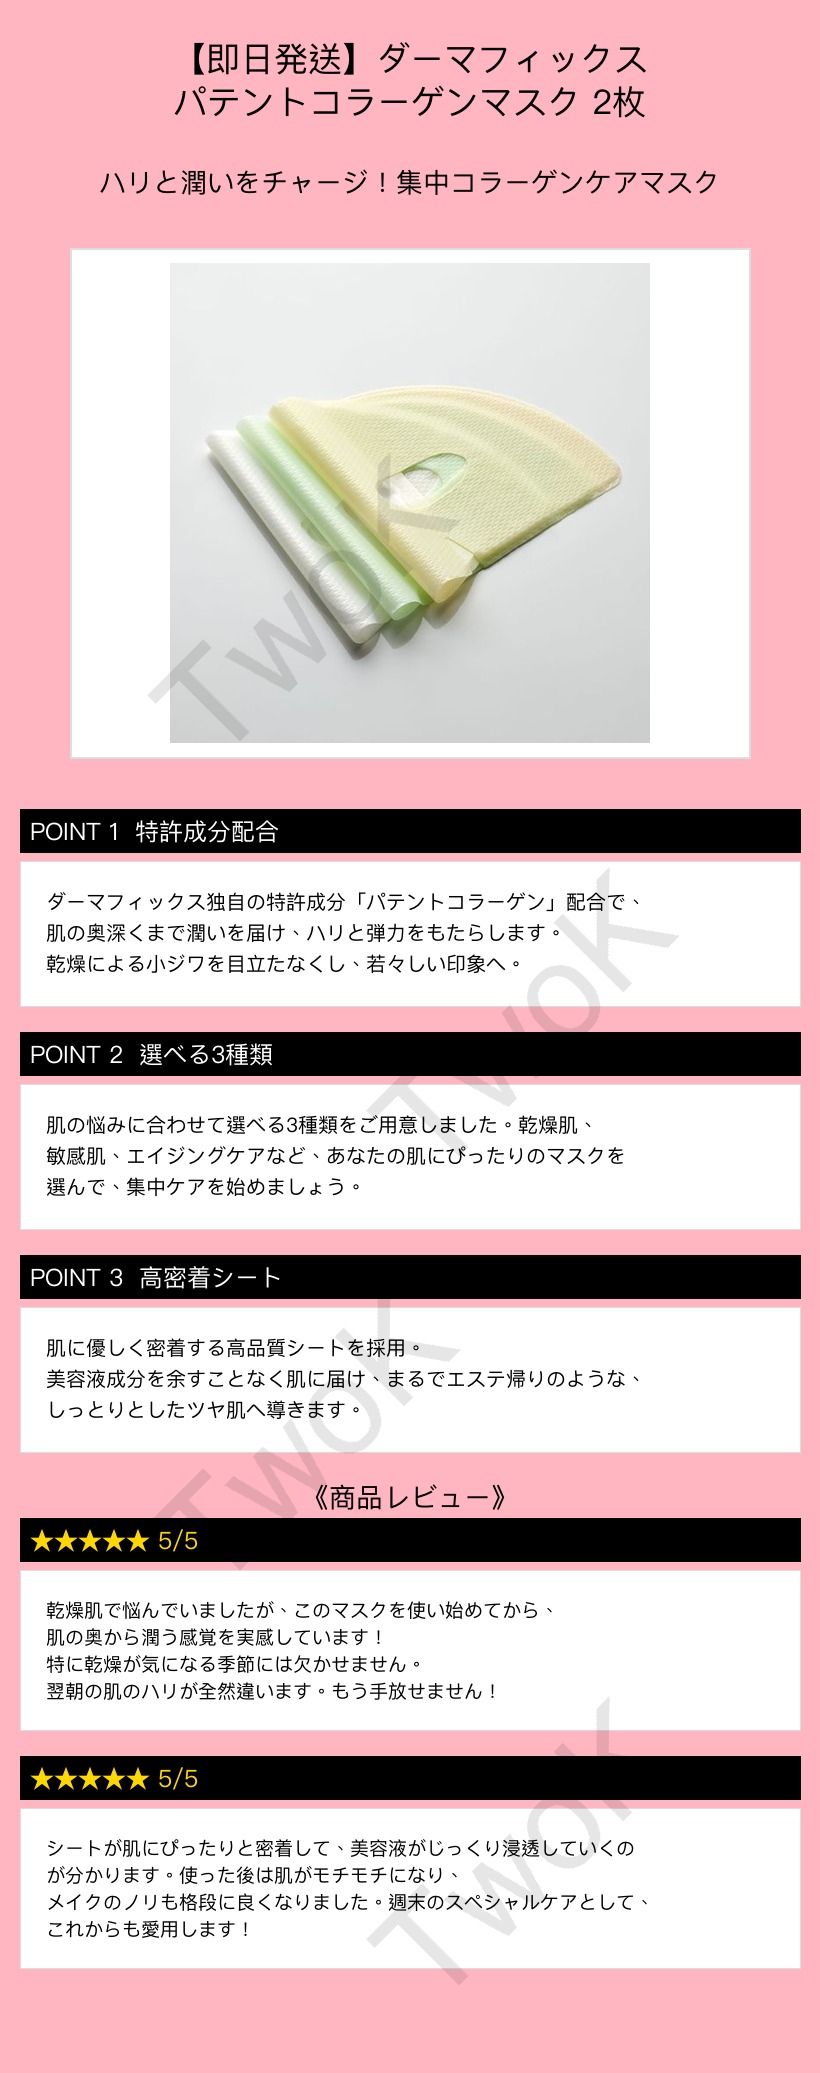 【即日発送】ダーマフィックス
パテントコラーゲンマスク 2枚
ハリと潤いをチャージ！集中コラーゲンケアマスク
TwoK
POINT 1 特許成分配合
ダーマフィックス独自の特許成分「パテントコラーゲン」配合で、
肌の奥深くまで潤いを届け、ハリと弾力をもたらします。
乾燥による小ジワを目立たなくし、若々しい印象へ。
TwoK
POINT 2 選べる3種類
肌の悩みに合わせて選べる3種類をご用意しました。乾燥肌、
敏感肌、エイジングケアなど、あなたの肌にぴったりのマスクを
選んで、集中ケアを始めましょう。
POINT 3 高密着シート
肌に優しく密着する高品質シートを採用。
美容液成分を余すことなく肌に届け、まるでエステ帰りのような、
しっとりとしたツヤ肌へ導きます。
TwoK
《商品レビュー》
★★★★★ 5/5
乾燥肌で悩んでいましたが、このマスクを使い始めてから、
肌の奥から潤う感覚を実感しています！
特に乾燥が気になる季節には欠かせません。
翌朝の肌のハリが全然違います。もう手放せません！
★★★★★ 5/5
シートが肌にぴったりと密着して、美容液がじっくり浸透していくの
が分かります。使った後は肌がモチモチになり、
メイクのノリも格段に良くなりました。週末のスペシャルケアとして、
これからも愛用します！
TwoK